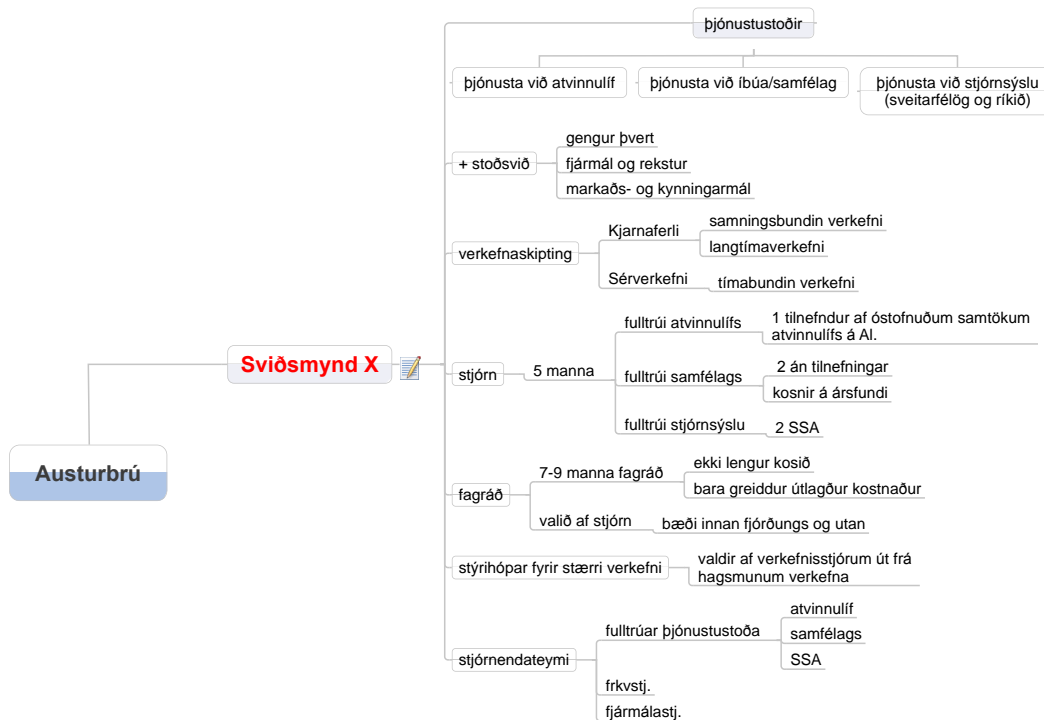 þjónustustoðir
þjónusta við atvinnulíf
þjónusta við íbúa/samfélag
þjónusta við stjórnsýslu
(sveitarfélög og ríkið)
+ stoðsvið
gengur þvert
fjármál og rekstur
markaðs- og kynningarmál
verkefnaskipting
Kjarnaferli
samningsbundin verkefni
langtímaverkefni
Sérverkefni
tímabundin verkefni
Austurbrú
Sviðsmynd X
stjórn
5 manna
fulltrúi atvinnulífs
1 tilnefndur af óstofnuðum samtökum
atvinnulífs á Al.
fulltrúi samfélags
2 án tilnefningar
kosnir á ársfundi
fulltrúi stjórnsýslu
2 SSA
fagráð
7-9 manna fagráð
ekki lengur kosið
bara greiddur útlagður kostnaður
valið af stjórn
bæði innan fjórðungs og utan
stýrihópar fyrir stærri verkefni
valdir af verkefnisstjórum út frá
hagsmunum verkefna
stjórnendateymi
fulltrúar þjónustustoða
atvinnulíf
samfélags
SSA
frkvstj.
fjármálastj.